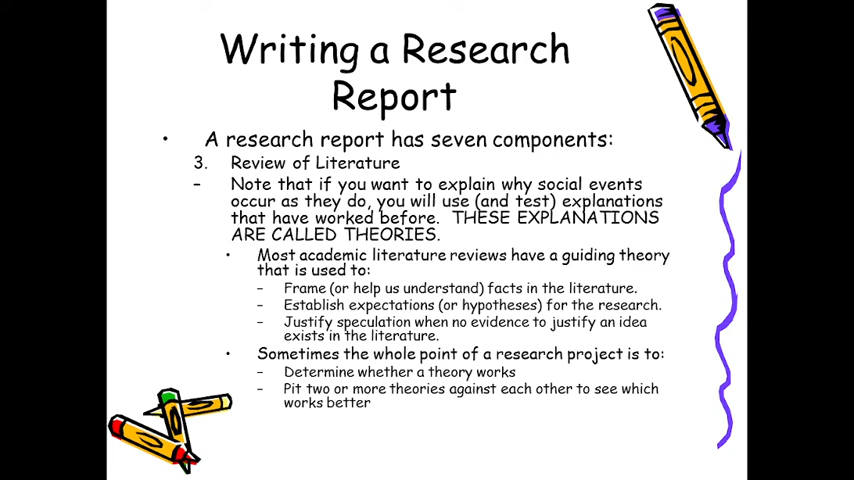 Writing a Research
Report
• A research report has seven components:
3. Review of Literature
– Note that if you want to explain why social events
occur as they do, you will use (and test) explanations
that have worked before. THESE EXPLANATIONS
ARE CALLED THEORIES.
• Most academic literature reviews have a guiding theory
that is used to:
– Frame (or help us understand) facts in the literature.
– Establish expectations (or hypotheses) for the research.
– Justify speculation when no evidence to justify an idea
exists in the literature.
• Sometimes the whole point of a research project is to:
– Determine whether a theory works
– Pit two or more theories against each other to see which
works better